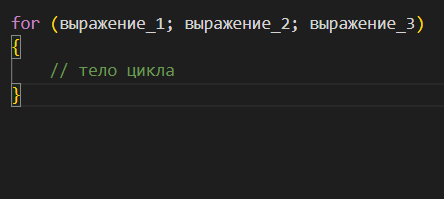 for (выражение_1; выражение_2; выражение_3)
{
    // тело цикла
}